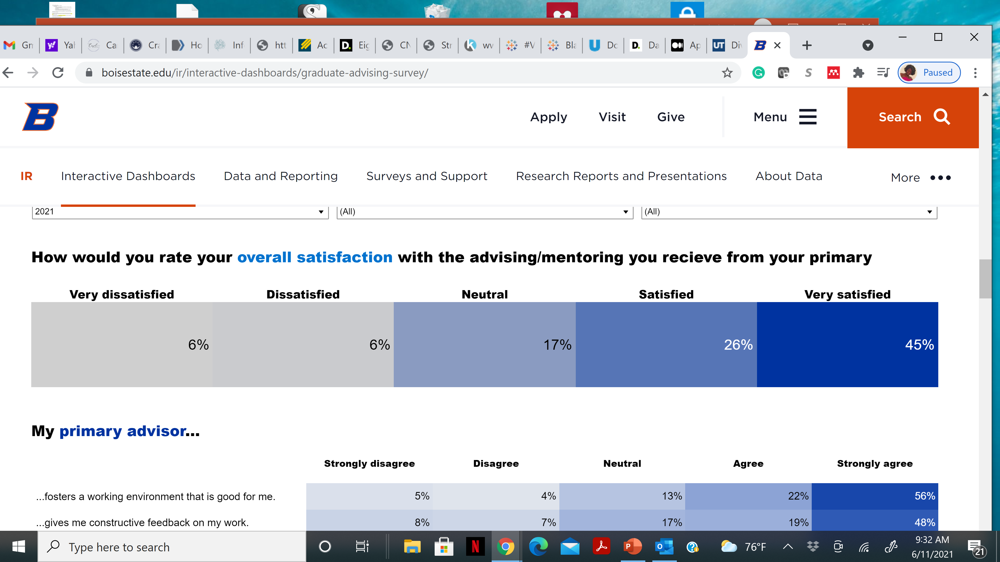 Gm
Yal
Ca
Cra
Ho
Inf
htt
Ac
D.
Eig
CN
Str
ww
#V
Bla
Dc
D.
Da
Ap
UT
Div
B
boisestate.edu/ir/interactive-dashboards/graduate-advising-survey/
Paused
B
Apply
Visit
Give
Menu
Search
IR
Interactive Dashboards
Data and Reporting
Surveys and Support
Research Reports and Presentations
About Data
More
2021
(All)
(All)
How would you rate your overall satisfaction with the advising/mentoring you recieve from your primary
Very dissatisfied
Dissatisfied
Neutral
Satisfied
Very satisfied
6%
6%
17%
26%
45%
My primary advisor...
Strongly disagree
Disagree
Neutral
Agree
Strongly agree
...fosters a working environment that is good for me.
5%
4%
13%
22%
56%
...gives me constructive feedback on my work.
8%
7%
17%
19%
48%
Type here to search
76°F
9:32 AM
6/11/2021
21